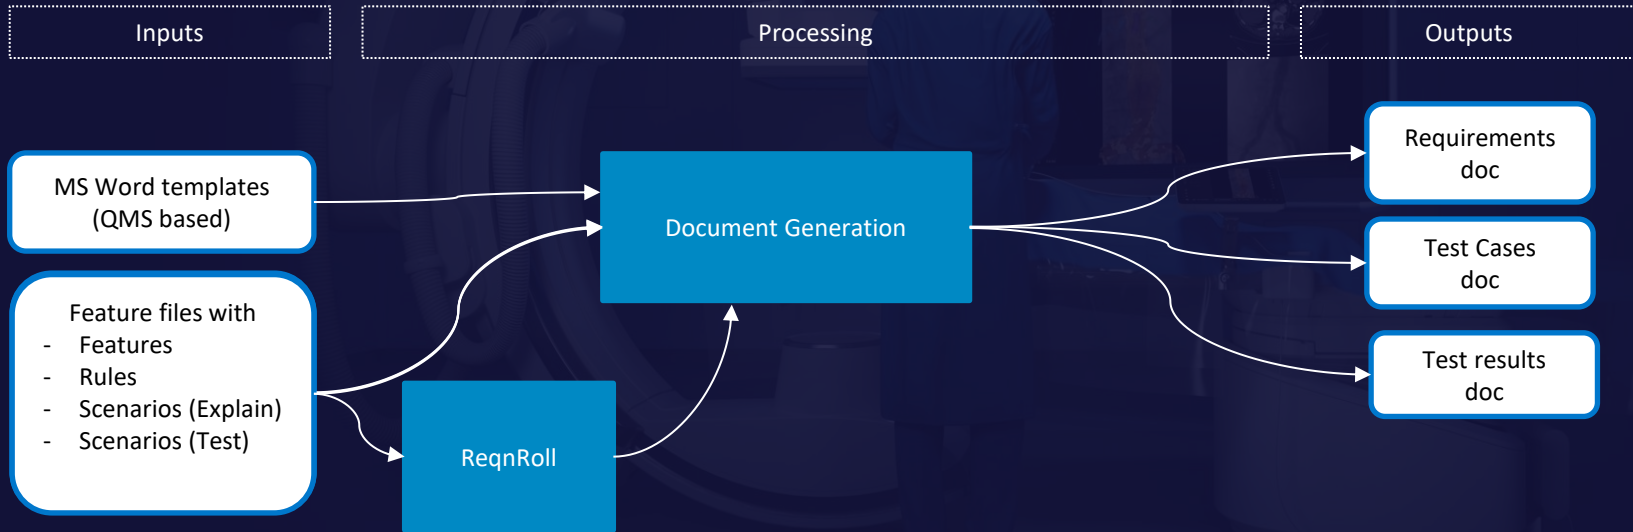 Inputs
Processing
Outputs
MS Word templates
(QMS based)
Feature files with
- Features
- Rules
- Scenarios (Explain)
- Scenarios (Test)
Document Generation
ReqnRoll
Requirements
doc
Test Cases
doc
Test results
doc